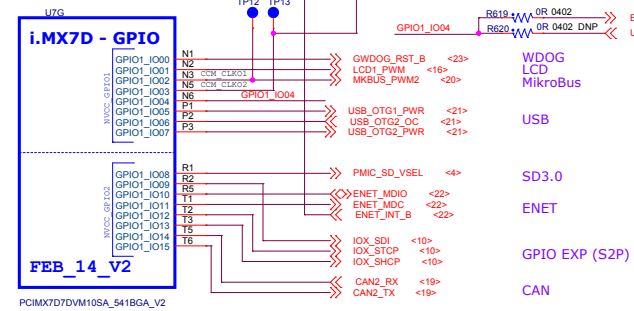 U7G
TP12 TP13
i.MX7D - GPIO
GPIO1_IO04
R619 0R 0402
R620 0R 0402 DNP
NVCC_GPIO1
GPIO1_IO00 N1 GWDOG_RST_B <23> WDOG
GPIO1_IO01 N2 LCD1_PWM <16> LCD
GPIO1_IO02 N3 CCM_CLKO1 MKBUS_PWM2 <20> MikroBus
GPIO1_IO03 N5 CCM_CLKO2
GPIO1_IO04 N6 GPIO1_IO04
GPIO1_IO05 P1 USB_OTG1_PWR <21>
GPIO1_IO06 P2 USB_OTG2_OC <21> USB
GPIO1_IO07 P3 USB_OTG2_PWR <21>
NVCC_GPIO2
GPIO1_IO08 R1 PMIC_SD_VSEL <4> SD3.0
GPIO1_IO09 R2
GPIO1_IO10 R5 ENET_MDIO <22>
GPIO1_IO11 T1 ENET_MDC <22> ENET
GPIO1_IO12 T2 ENET_INT_B <22>
GPIO1_IO13 T3
GPIO1_IO14 T5 IOX_SDI <10>
GPIO1_IO15 T6 IOX_STCP <10> GPIO EXP (S2P)
IOX_SHCP <10>
FEB_14_V2
CAN2_RX <19>
CAN2_TX <19> CAN
PCIMX7D7DVM10SA_541BGA_V2